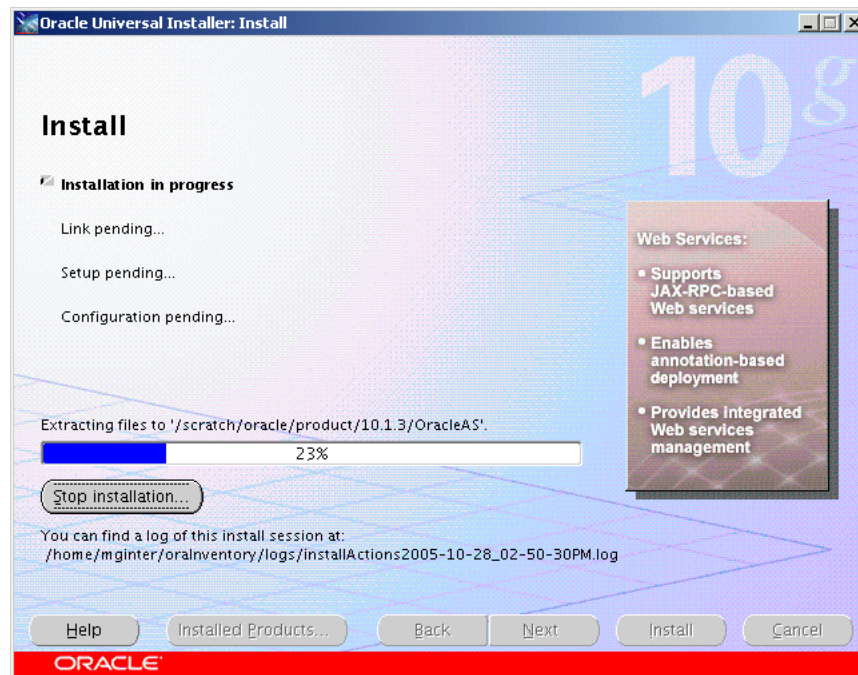 Oracle Universal Installer: Install
10g
Install
Installation in progress
Link pending...
Setup pending...
Configuration pending...
Web Services:
• Supports
JAX-RPC-based
Web services
• Enables
annotation-based
deployment
• Provides integrated
Web services
management
Extracting files to '/scratch/oracle/product/10.1.3/OracleAS'.
23%
Stop installation...
You can find a log of this install session at:
/home/mginter/oraInventory/logs/installActions2005-10-28_02-50-30PM.log
Help
Installed Products...
Back
Next
Install
Cancel
ORACLE